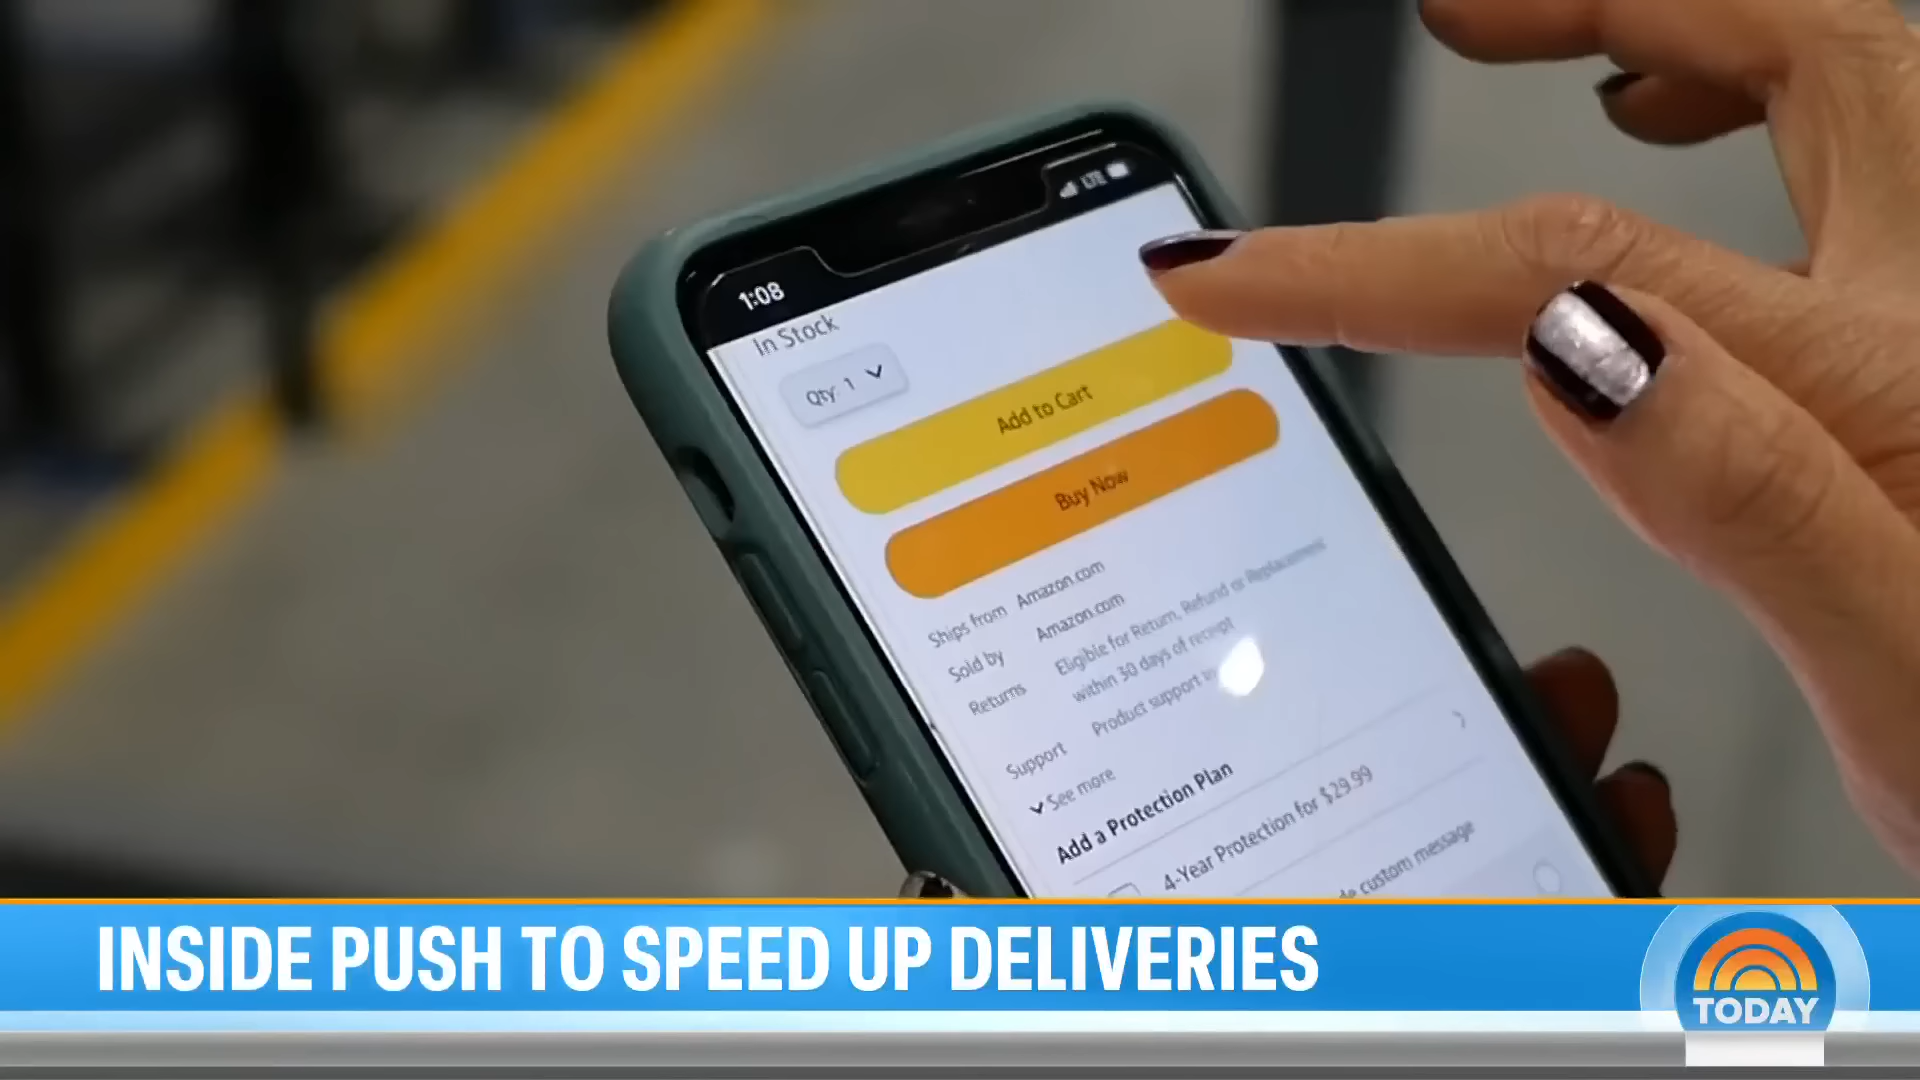 1:08
LTE
In Stock
Qty 1
Add to Cart
Buy Now
Ships from Amazon.com
Sold by Amazon.com
Returns Eligible for Return, Refund or Replacement
within 30 days of receipt
Support Product support
See more
Add a Protection Plan
4-Year Protection for $29.99
custom message
INSIDE PUSH TO SPEED UP DELIVERIES
TODAY